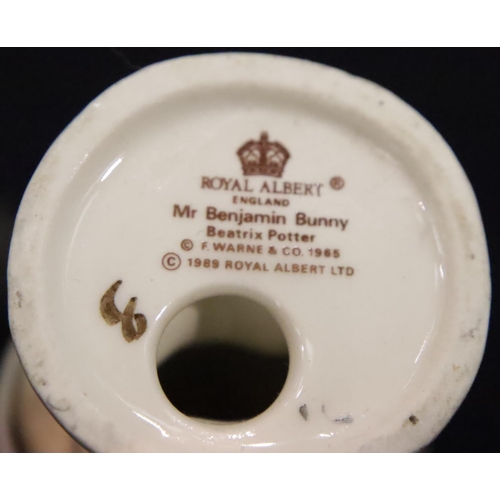 ROYAL ALBERT ®
ENGLAND
Mr Benjamin Bunny
Beatrix Potter
© F. WARNE & CO. 1965
© 1989 ROYAL ALBERT LTD